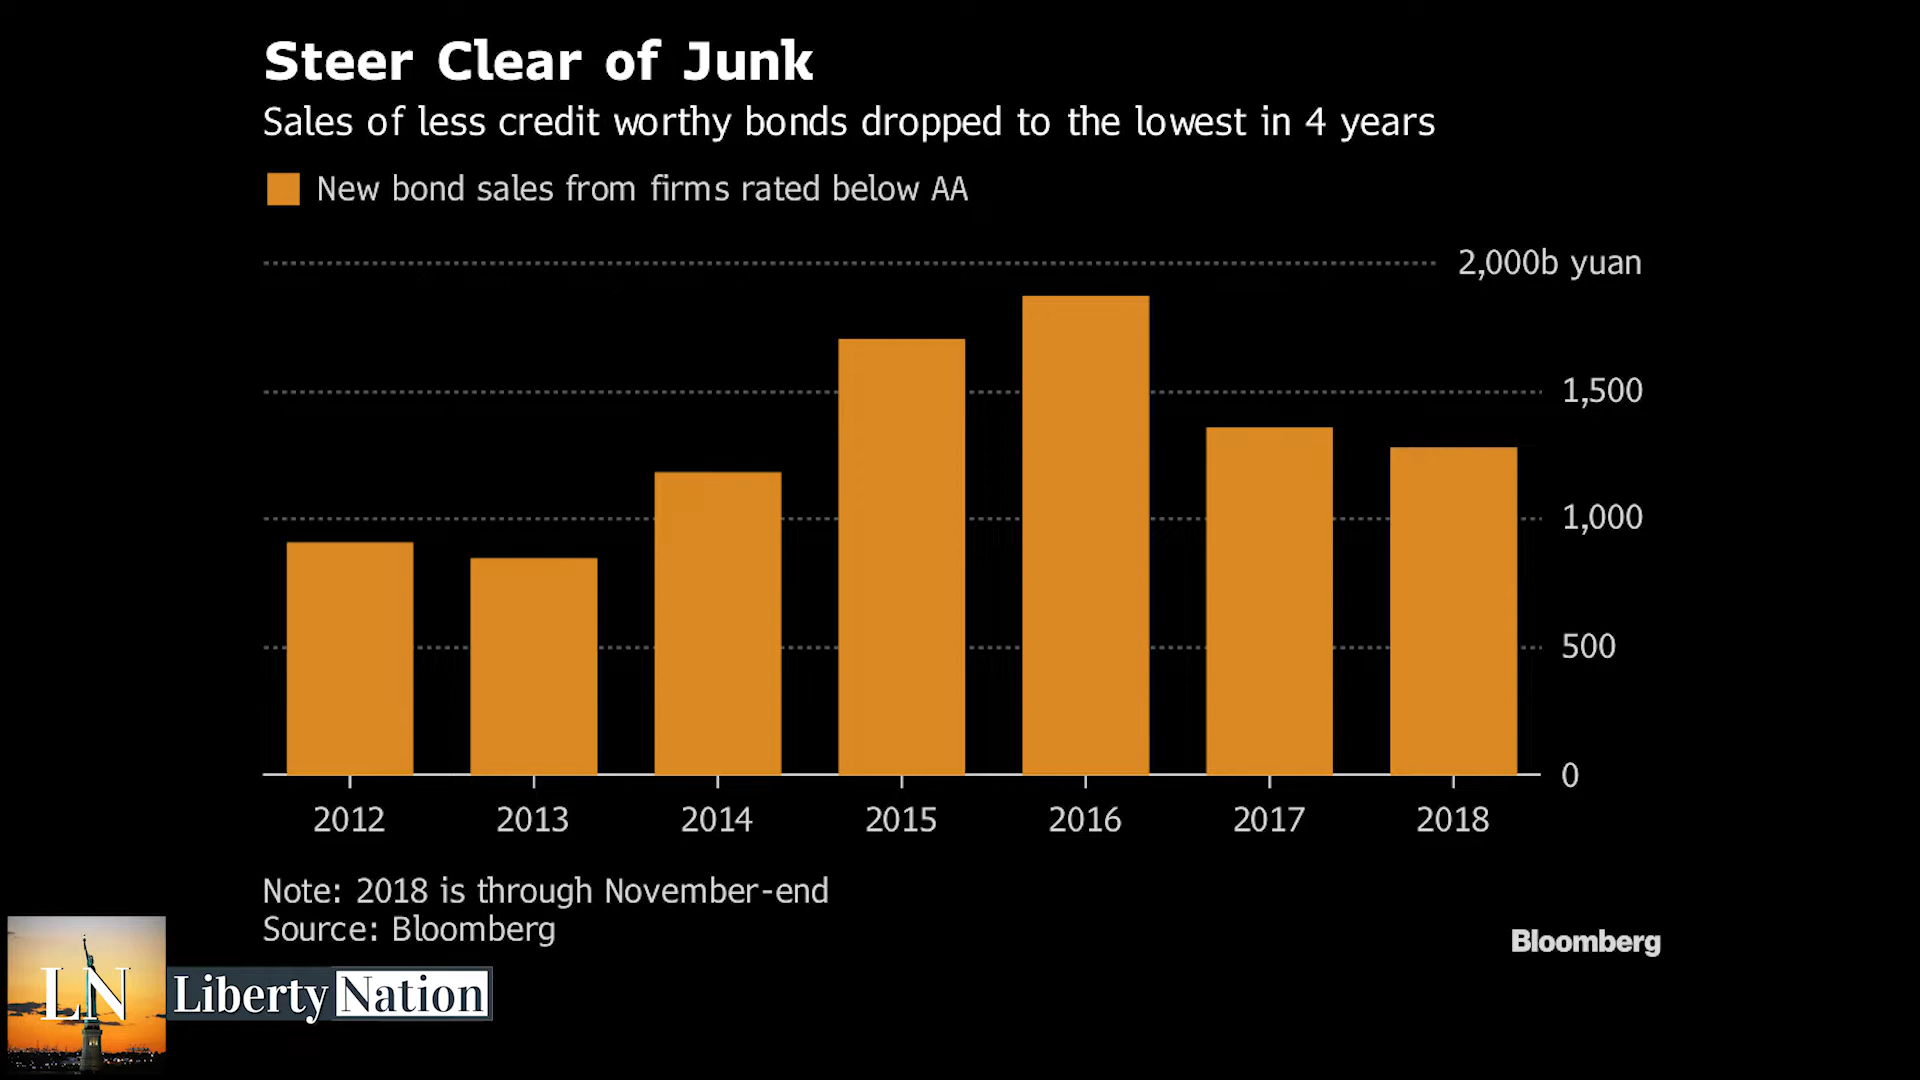 Steer Clear of Junk
Sales of less credit worthy bonds dropped to the lowest in 4 years
New bond sales from firms rated below AA
2,000b yuan
1,500
1,000
500
0
2012 2013 2014 2015 2016 2017 2018
Note: 2018 is through November-end
Source: Bloomberg
Bloomberg
LN Liberty Nation